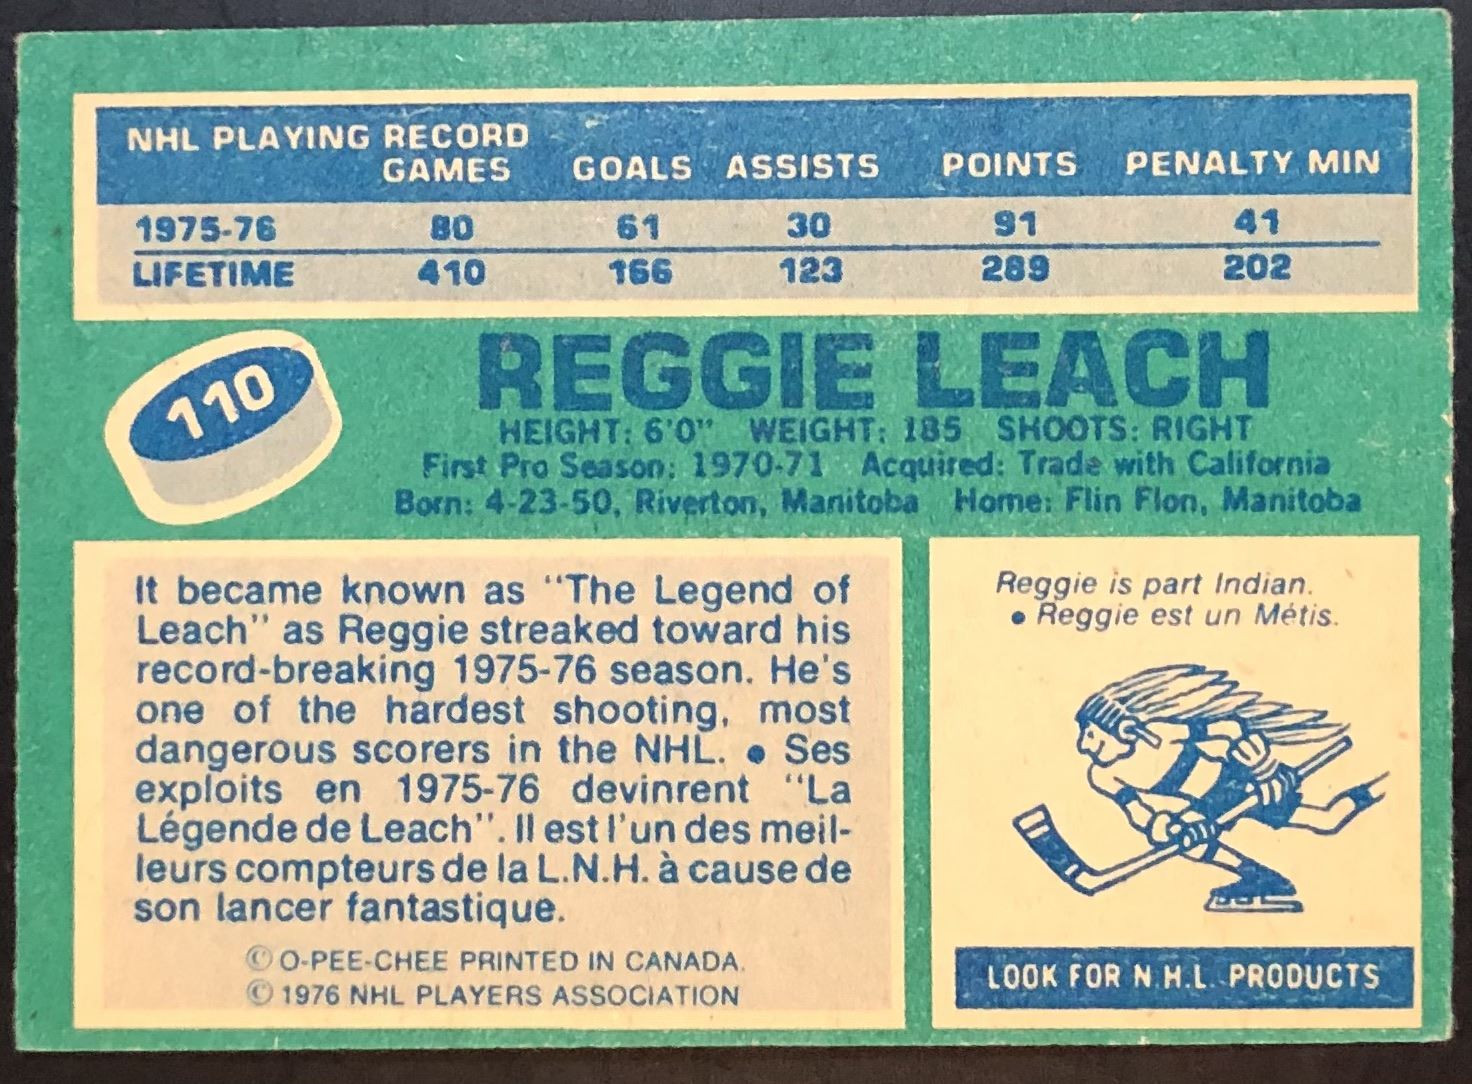 NHL PLAYING RECORD
GAMES GOALS ASSISTS POINTS PENALTY MIN
1975-76 80 61 30 91 41
LIFETIME 410 166 123 289 202
110
REGGIE LEACH
HEIGHT: 6'0" WEIGHT: 185 SHOOTS: RIGHT
First Pro Season: 1970-71 Acquired: Trade with California
Born: 4-23-50, Riverton, Manitoba Home: Flin Flon, Manitoba
It became known as "The Legend of
Leach" as Reggie streaked toward his
record-breaking 1975-76 season. He's
one of the hardest shooting, most
dangerous scorers in the NHL. • Ses
exploits en 1975-76 devinrent "La
Légende de Leach". Il est l'un des meil-
leurs compteurs de la L.N.H. à cause de
son lancer fantastique.
© O-PEE-CHEE PRINTED IN CANADA.
© 1976 NHL PLAYERS ASSOCIATION
Reggie is part Indian.
• Reggie est un Métis.
LOOK FOR N.H.L. PRODUCTS